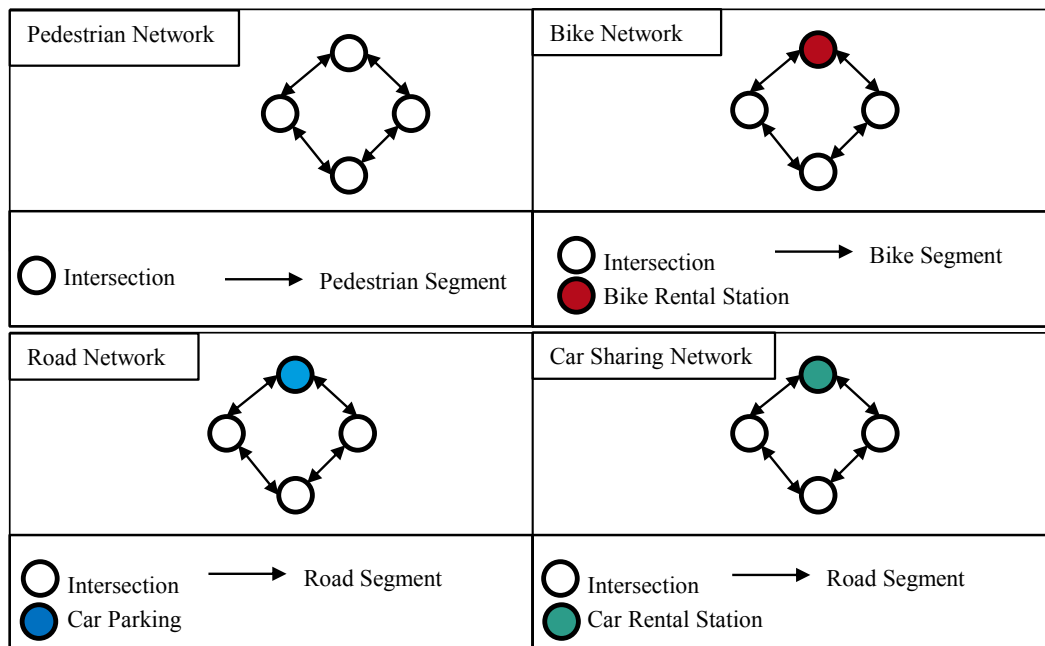 Pedestrian Network
Bike Network
Intersection
Pedestrian Segment
Intersection
Bike Segment
Bike Rental Station
Road Network
Car Sharing Network
Intersection
Road Segment
Car Parking
Intersection
Road Segment
Car Rental Station